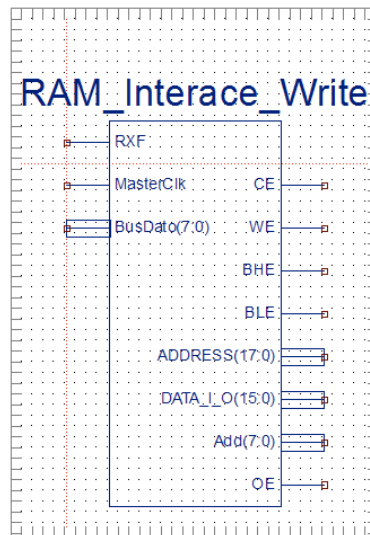 RAM_Interace_Write
RXF
MasterClk CE
BusDato(7:0) WE
BHE
BLE
ADDRESS(17:0)
DATA_I_O(15:0)
Add(7:0)
OE